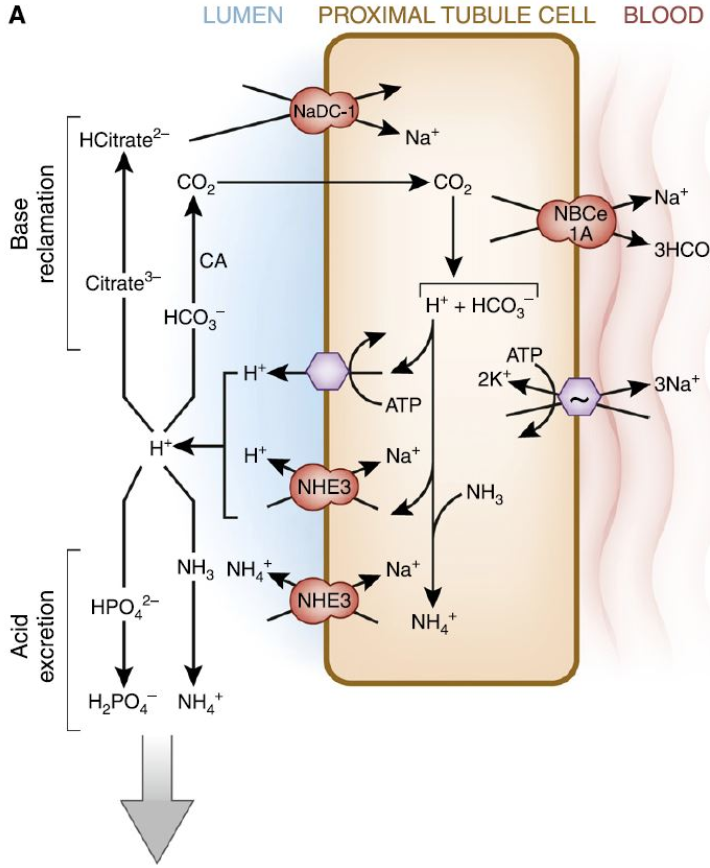 A
LUMEN PROXIMAL TUBULE CELL BLOOD
NaDC-1
Na⁺
HCitrate²⁻
CO₂
CO₂
Base
reclamation
CA
Citrate³⁻
HCO₃⁻
NBCe
1A
Na⁺
3HCO
H⁺ + HCO₃⁻
H⁺
ATP
ATP
2K⁺
~
3Na⁺
H⁺
H⁺
NHE3
Na⁺
NH₃
Acid
excretion
NH₃
HPO₄²⁻
NH₄⁺
NHE3
Na⁺
NH₄⁺
H₂PO₄⁻
NH₄⁺